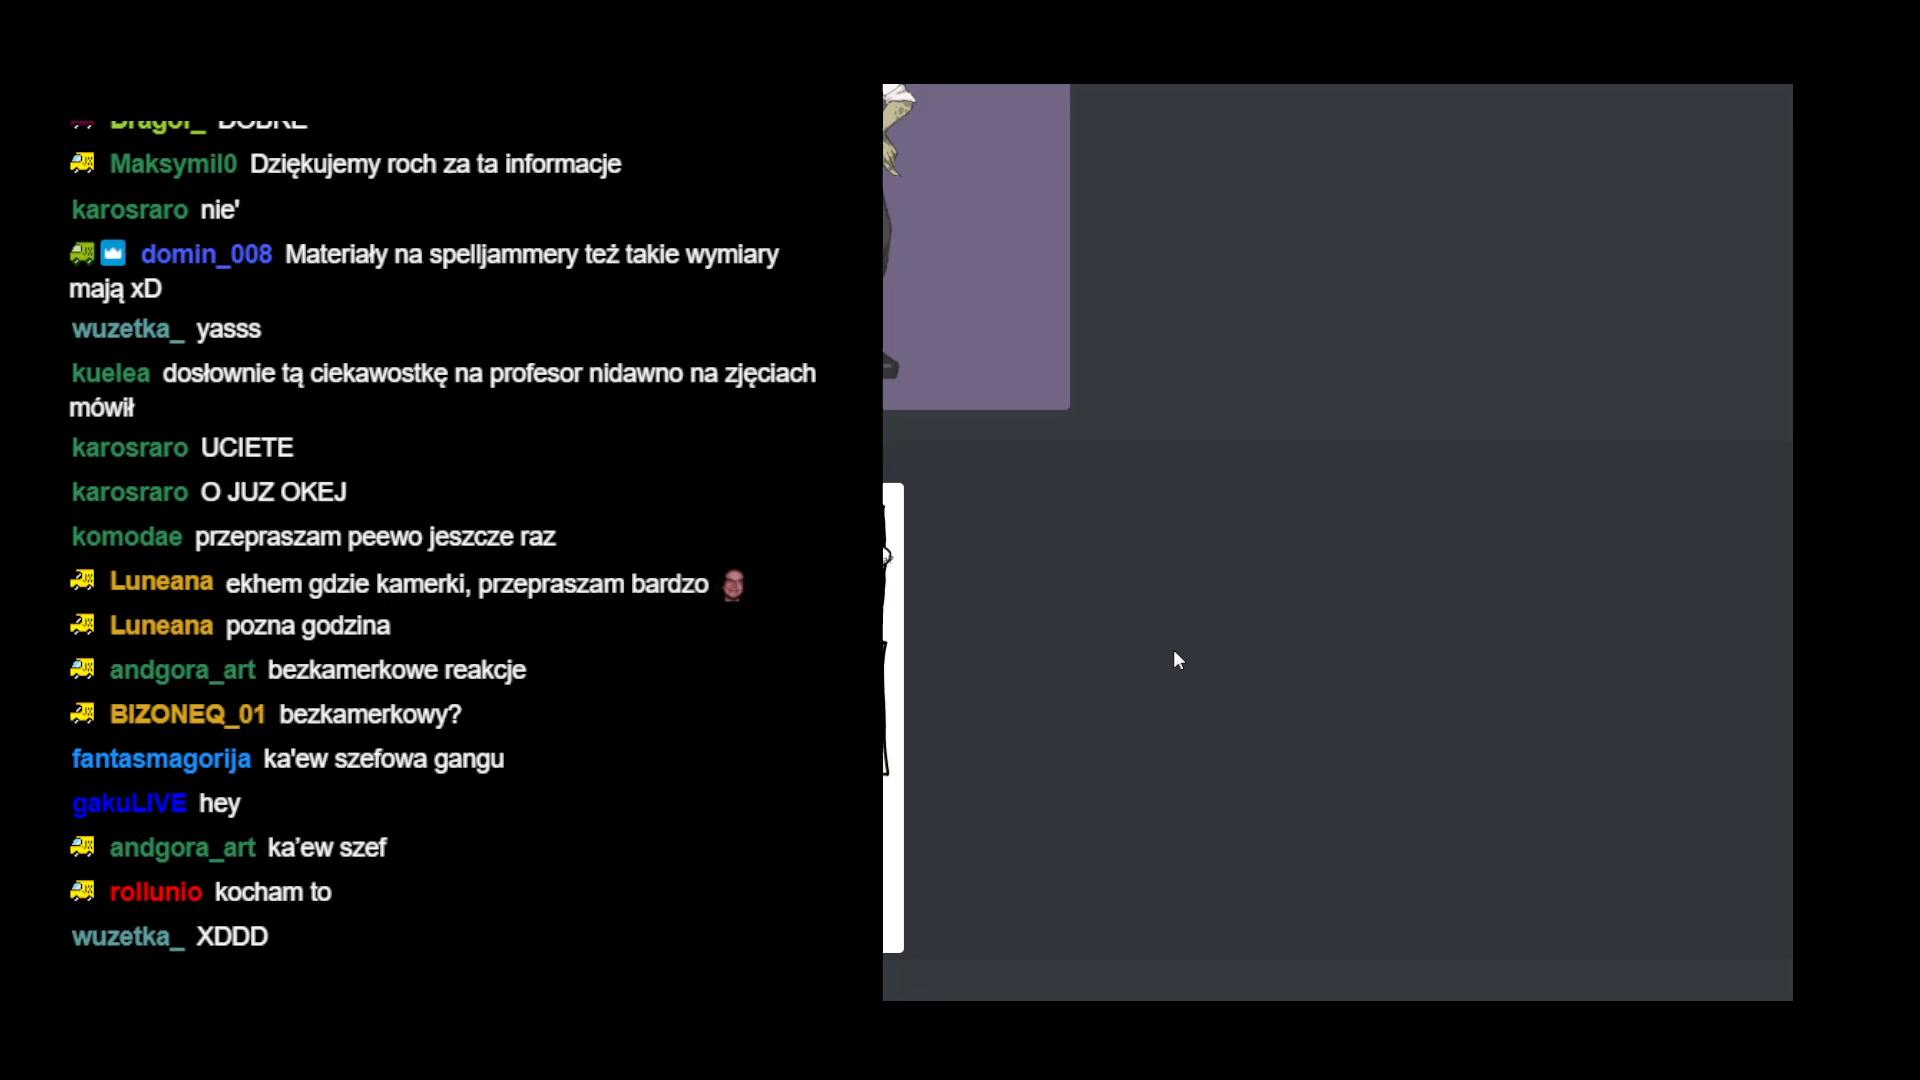 Dragor_ DOBRE
Maksymil0 Dziękujemy roch za ta informacje
karosraro nie'
domin_008 Materiały na spelljammery też takie wymiary
mają xD
wuzetka_ yasss
kuelea dosłownie tą ciekawostkę na profesor nidawno na zjęciach
mówił
karosraro UCIETE
karosraro O JUZ OKEJ
komodae przepraszam peewo jeszcze raz
Luneana ekhem gdzie kamerki, przepraszam bardzo
Luneana pozna godzina
andgora_art bezkamerkowe reakcje
BIZONEQ_01 bezkamerkowy?
fantasmagorija ka'ew szefowa gangu
gakuLIVE hey
andgora_art ka’ew szef
rollunio kocham to
wuzetka_ XDDD